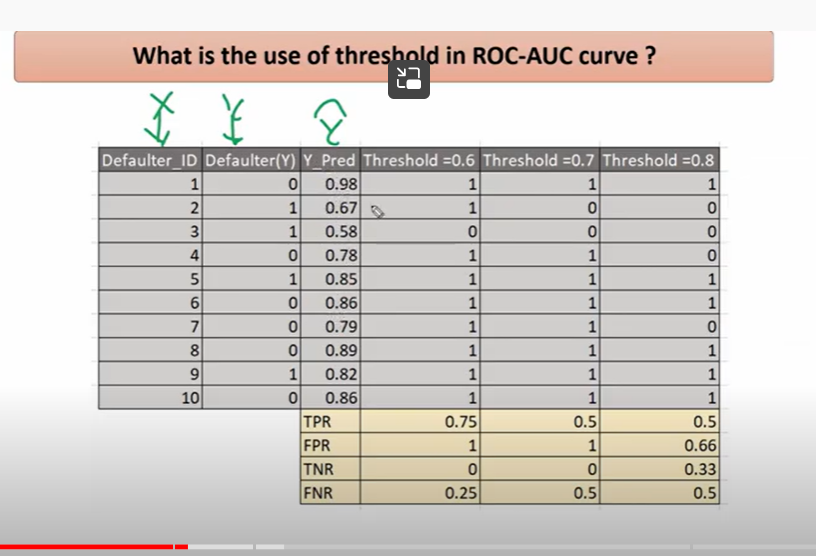 What is the use of threshold in ROC-AUC curve ?
X Y Ŷ
Defaulter_ID Defaulter(Y) Y_Pred Threshold =0.6 Threshold =0.7 Threshold =0.8
1 0 0.98 1 1 1
2 1 0.67 1 0 0
3 1 0.58 0 0 0
4 0 0.78 1 1 0
5 1 0.85 1 1 1
6 0 0.86 1 1 1
7 0 0.79 1 1 0
8 0 0.89 1 1 1
9 1 0.82 1 1 1
10 0 0.86 1 1 1
TPR 0.75 0.5 0.5
FPR 1 1 0.66
TNR 0 0 0.33
FNR 0.25 0.5 0.5